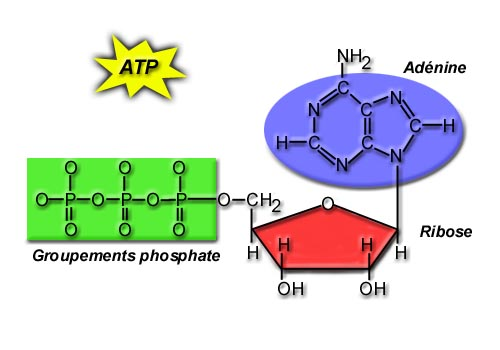 ATP
NH2
Adénine
N N
H H
N N
O O O
O P O P O P O CH2 O
O O O
Ribose
H H H H
Groupements phosphate
OH OH